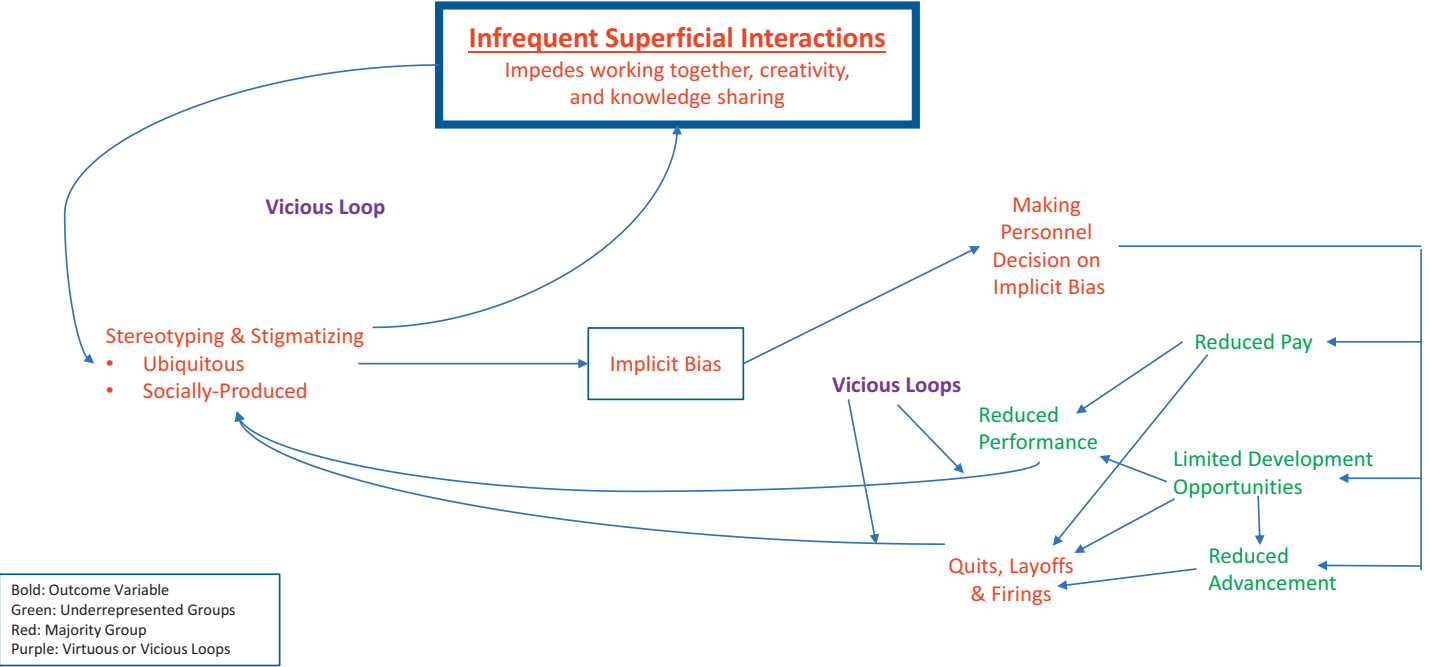 Infrequent Superficial Interactions
Impedes working together, creativity,
and knowledge sharing
Vicious Loop
Making
Personnel
Decision on
Implicit Bias
Stereotyping & Stigmatizing
• Ubiquitous
• Socially-Produced
Implicit Bias
Reduced Pay
Vicious Loops
Reduced
Performance
Limited Development
Opportunities
Reduced
Advancement
Quits, Layoffs
& Firings
Bold: Outcome Variable
Green: Underrepresented Groups
Red: Majority Group
Purple: Virtuous or Vicious Loops